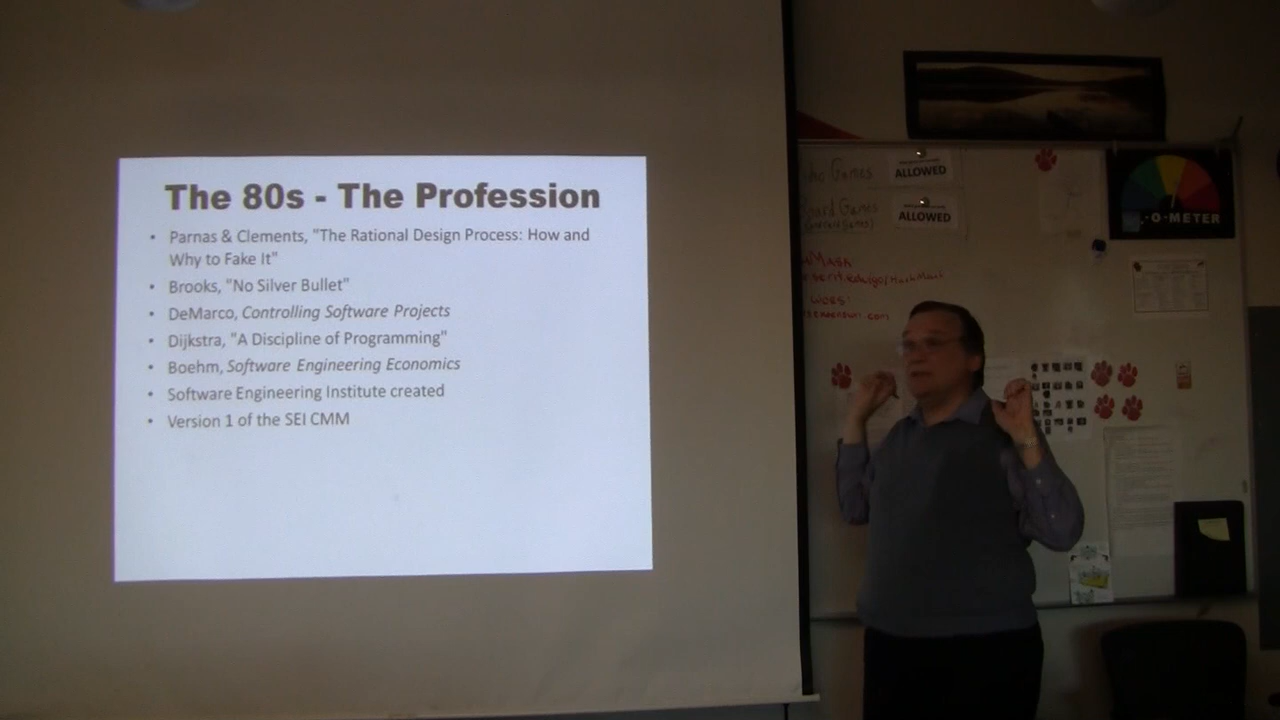 The 80s - The Profession
• Parnas & Clements, "The Rational Design Process: How and
Why to Fake It"
• Brooks, "No Silver Bullet"
• DeMarco, Controlling Software Projects
• Dijkstra, "A Discipline of Programming"
• Boehm, Software Engineering Economics
• Software Engineering Institute created
• Version 1 of the SEI CMM
Games
ALLOWED
Games
ALLOWED
-O-METER